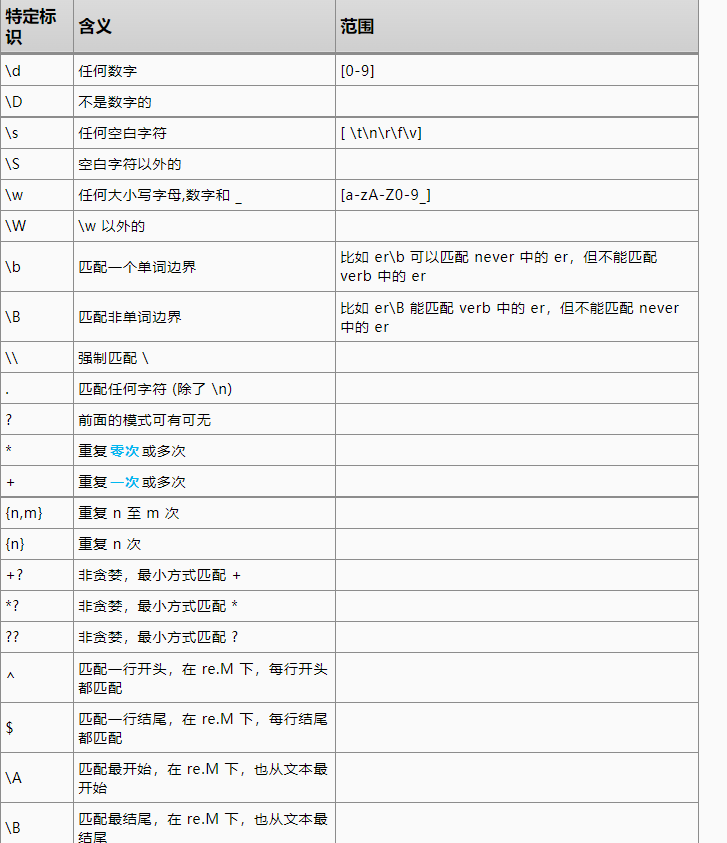 特定标识 含义 范围
\d 任何数字 [0-9]
\D 不是数字的
\s 任何空白字符 [ \t\n\r\f\v]
\S 空白字符以外的
\w 任何大小写字母,数字和 _ [a-zA-Z0-9_]
\W \w 以外的
\b 匹配一个单词边界 比如 er\b 可以匹配 never 中的 er，但不能匹配
verb 中的 er
\B 匹配非单词边界 比如 er\B 能匹配 verb 中的 er，但不能匹配 never
中的 er
\\ 强制匹配 \
. 匹配任何字符 (除了 \n)
? 前面的模式可有可无
* 重复零次或多次
+ 重复一次或多次
{n,m} 重复 n 至 m 次
{n} 重复 n 次
+? 非贪婪，最小方式匹配 +
*? 非贪婪，最小方式匹配 *
?? 非贪婪，最小方式匹配 ?
^ 匹配一行开头，在 re.M 下，每行开头
都匹配
$ 匹配一行结尾，在 re.M 下，每行结尾
都匹配
\A 匹配最开始，在 re.M 下，也从文本最
开始
\B 匹配最结尾，在 re.M 下，也从文本最
结尾